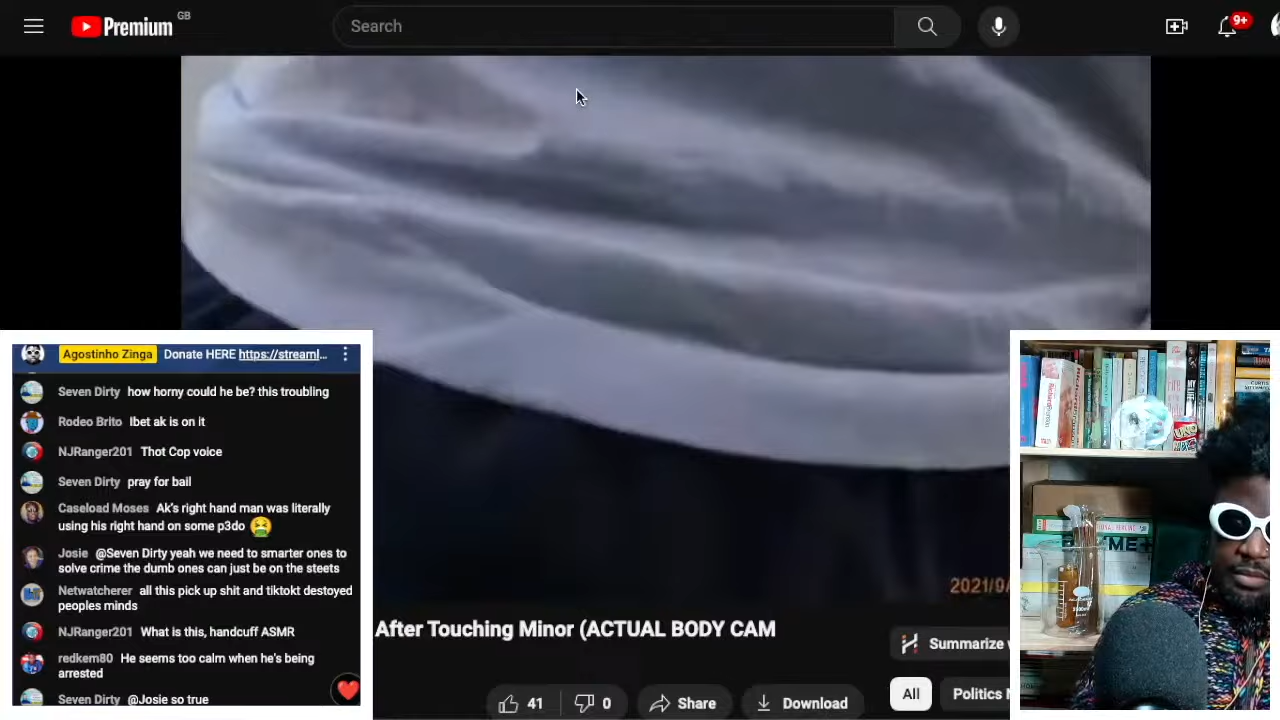 Premium GB
Search
9+
Agostinho Zinga Donate HERE https://streaml...
Seven Dirty how horny could he be? this troubling
Rodeo Brito Ibet ak is on it
NJRanger201 Thot Cop voice
Seven Dirty pray for bail
Caseload Moses Ak's right hand man was literally
using his right hand on some p3do
Josie @Seven Dirty yeah we need to smarter ones to
solve crime the dumb ones can just be on the steets
Netwatcherer all this pick up shit and tiktokt destoyed
peoples minds
NJRanger201 What is this, handcuff ASMR
redkem80 He seems too calm when he's being
arrested
Seven Dirty @Josie so true
2021/9/
After Touching Minor (ACTUAL BODY CAM
Summarize
41
0
Share
Download
All
Politics
UNO